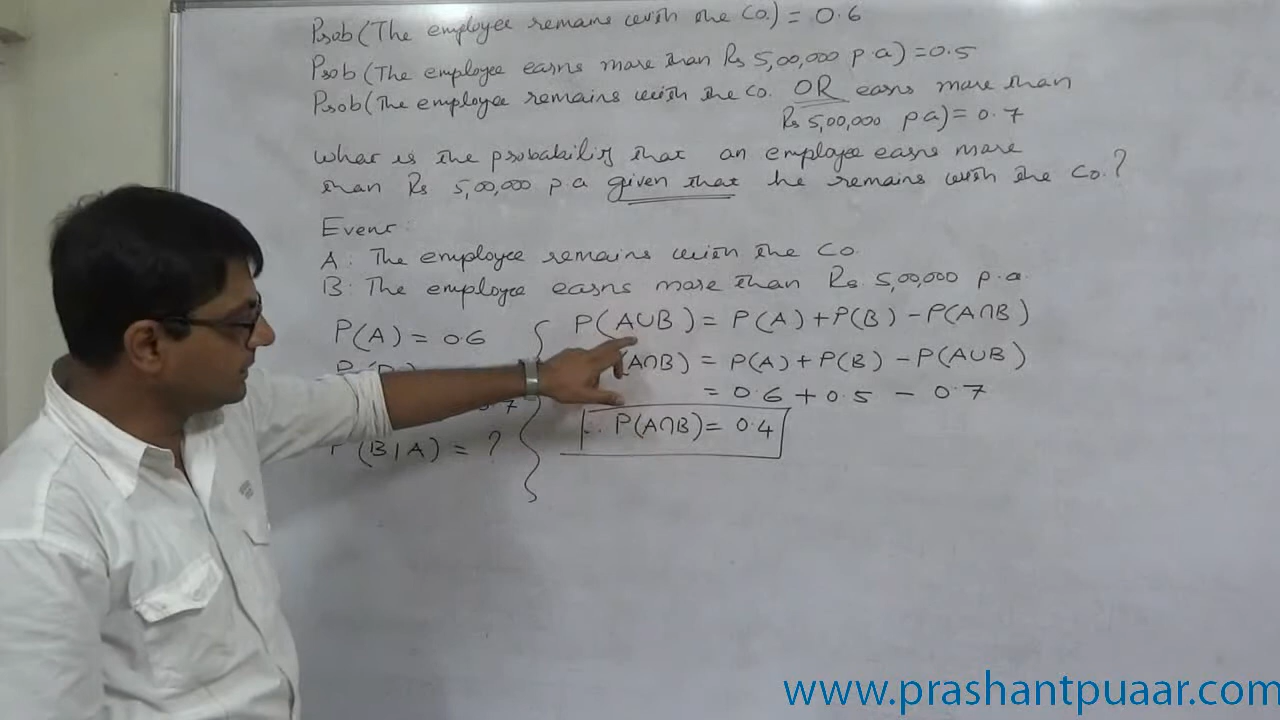 Prob(The employee remains with the Co.) = 0.6
Prob(The employee earns more than Rs 5,00,000 p a) = 0.5
Prob(The employee remains with the co. OR earns more than
Rs 5,00,000 p a) = 0.7
What is the probability that an employee earns more
than Rs 5,00,000 p a given that he remains with the Co.?
Event:
A: The employee remains with the Co.
B: The employee earns more than Rs 5,00,000 p.a.
P(A) = 0.6
P(B|A) = ?
P(A∪B) = P(A) + P(B) - P(A∩B)
(A∩B) = P(A) + P(B) - P(A∪B)
= 0.6 + 0.5 - 0.7
∴ P(A∩B) = 0.4
www.prashantpuaar.com